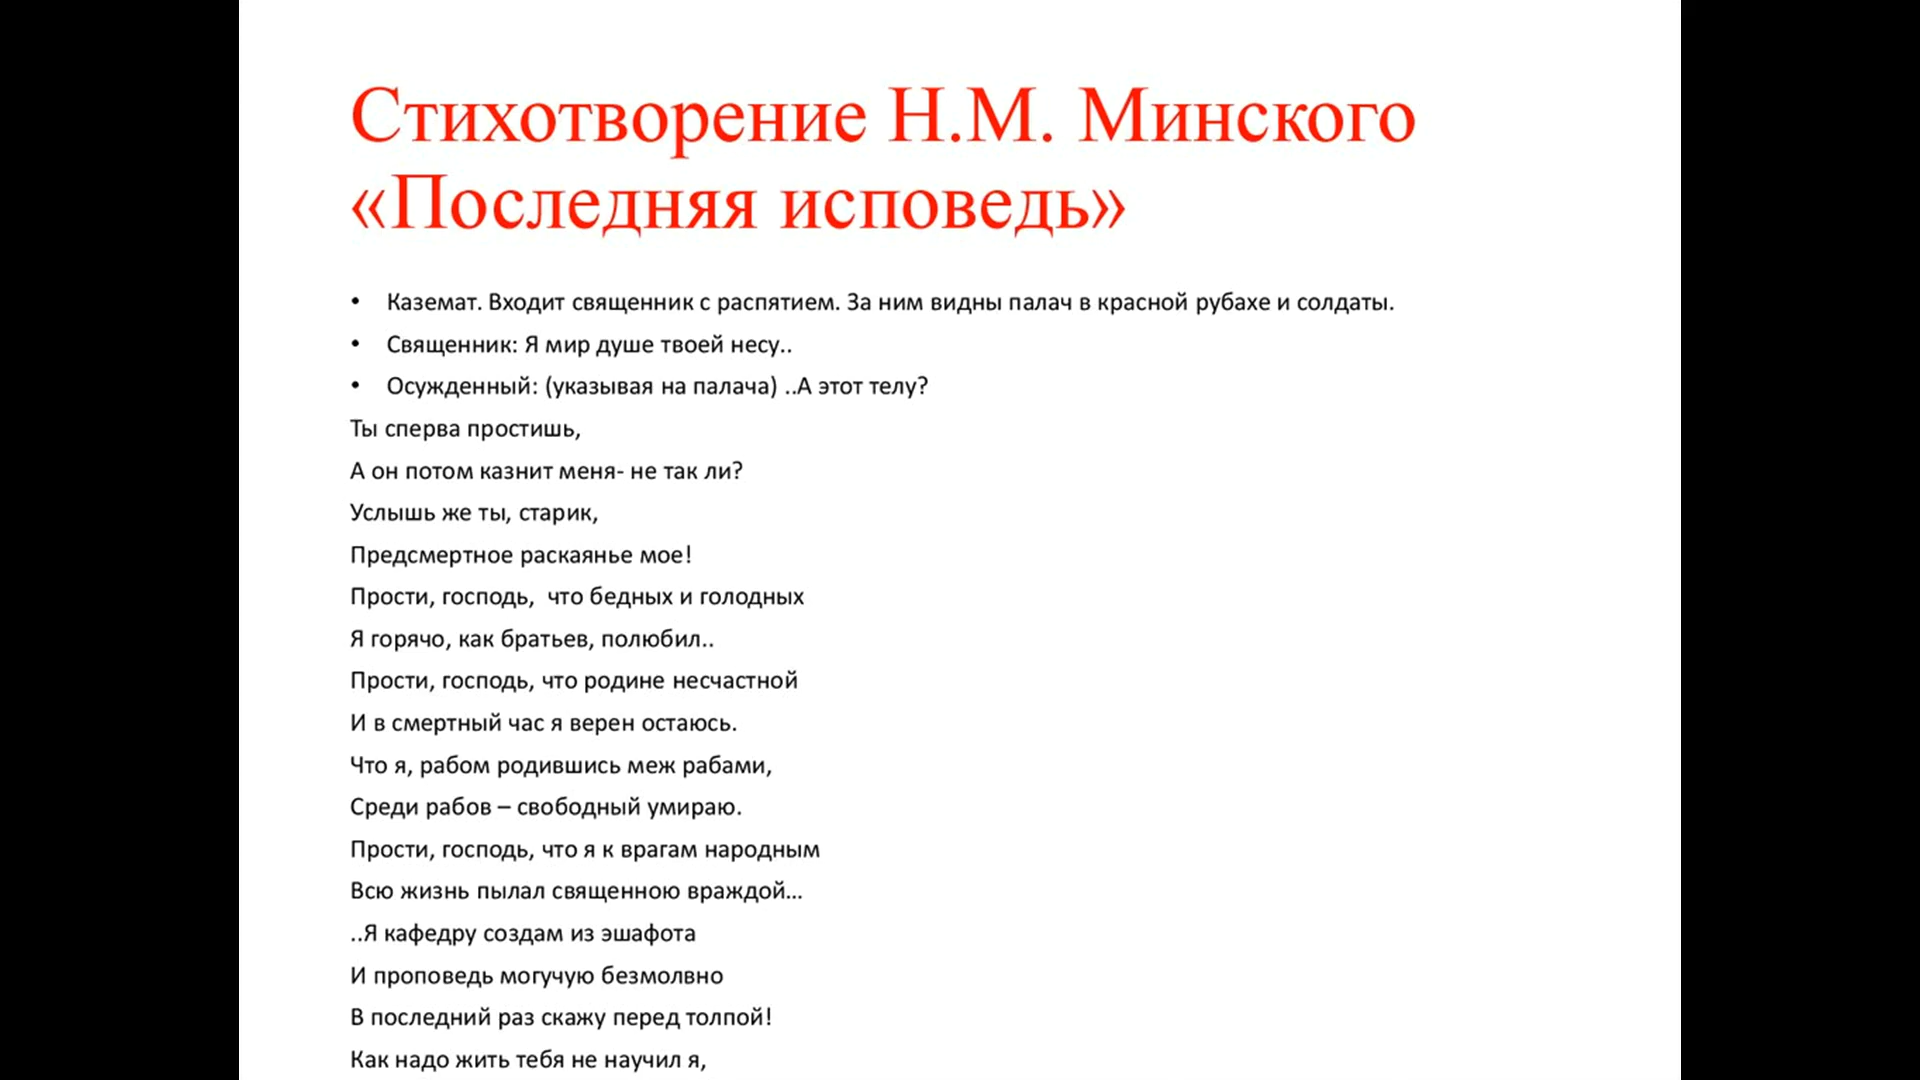 Стихотворение Н.М. Минского
«Последняя исповедь»
• Каземат. Входит священник с распятием. За ним видны палач в красной рубахе и солдаты.
• Священник: Я мир душе твоей несу..
• Осужденный: (указывая на палача) ..А этот телу?
Ты сперва простишь,
А он потом казнит меня- не так ли?
Услышь же ты, старик,
Предсмертное раскаянье мое!
Прости, господь,  что бедных и голодных
Я горячо, как братьев, полюбил..
Прости, господь, что родине несчастной
И в смертный час я верен остаюсь.
Что я, рабом родившись меж рабами,
Среди рабов – свободный умираю.
Прости, господь, что я к врагам народным
Всю жизнь пылал священною враждой…
..Я кафедру создам из эшафота
И проповедь могучую безмолвно
В последний раз скажу перед толпой!
Как надо жить тебя не научил я,